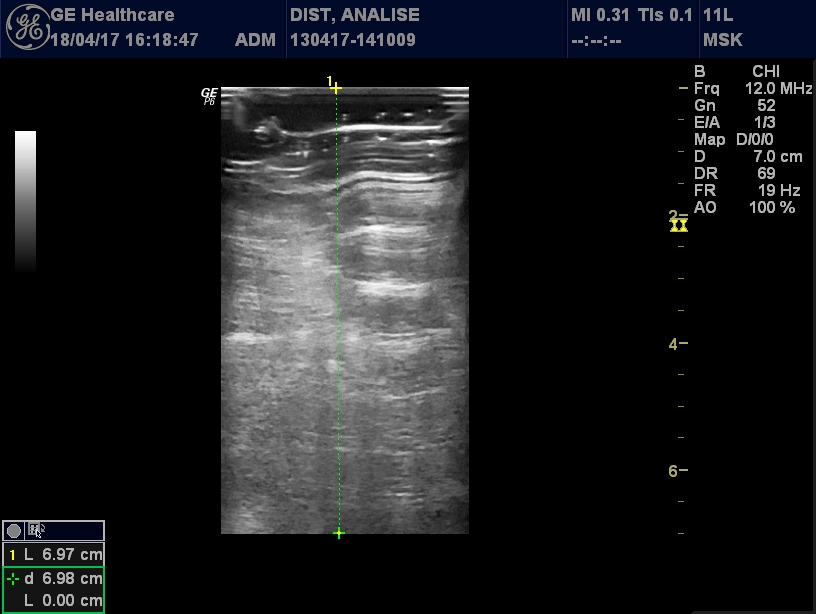 GE Healthcare
DIST, ANALISE
MI 0.31 TIs 0.1
11L
18/04/17 16:18:47
ADM
130417-141009
--:--:--
MSK
GE
P6
1
B CHI
Frq 12.0 MHz
Gn 52
E/A 1/3
Map D/0/0
D 7.0 cm
DR 69
FR 19 Hz
AO 100 %
2
4
6
1 L 6.97 cm
d 6.98 cm
L 0.00 cm